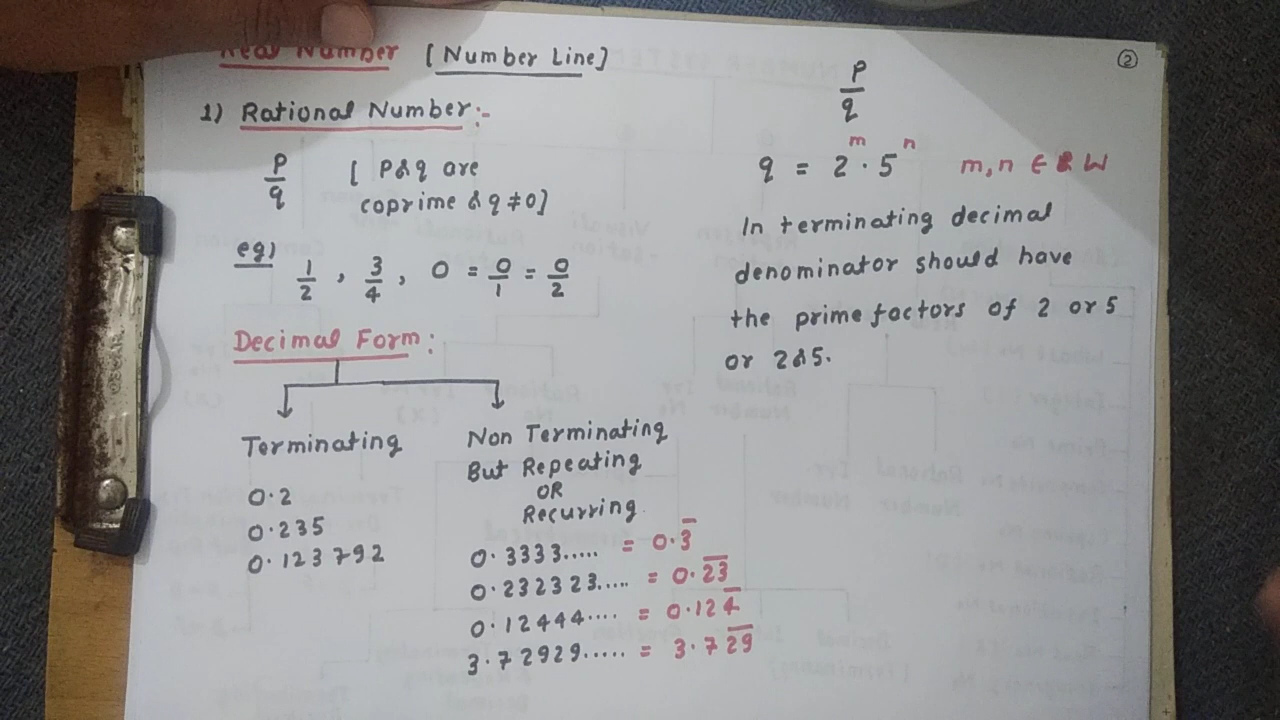 Real Number [Number Line]
②
1) Rational Number:-
P/q [P & q are
coprime & q ≠ 0]
eg) 1/2, 3/4, 0 = 0/1 = 0/2
Decimal Form:
Terminating
0.2
0.235
0.123792
Non Terminating
But Repeating
OR
Recurring.
0.3333..... = 0.3̅
0.232323.... = 0.2̅3̅
0.12444.... = 0.124̅
3.72929..... = 3.72̅9̅
P/q
q = 2^m . 5^n m,n ∈ W
In terminating decimal
denominator should have
the prime factors of 2 or 5
or 2 & 5.